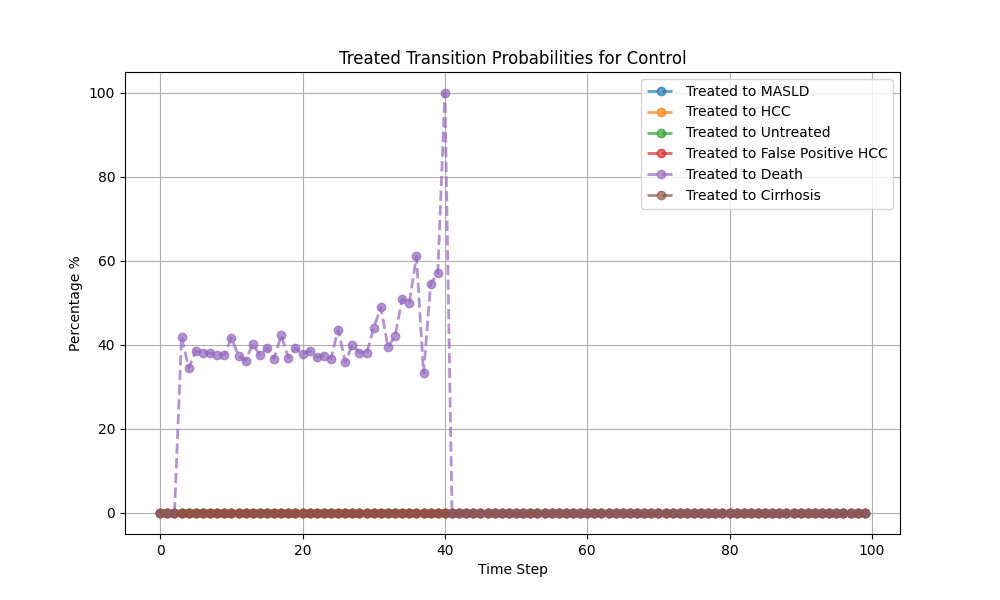 Treated Transition Probabilities for Control
Percentage %
100
80
60
40
20
0
Treated to MASLD
Treated to HCC
Treated to Untreated
Treated to False Positive HCC
Treated to Death
Treated to Cirrhosis
0 20 40 60 80 100
Time Step